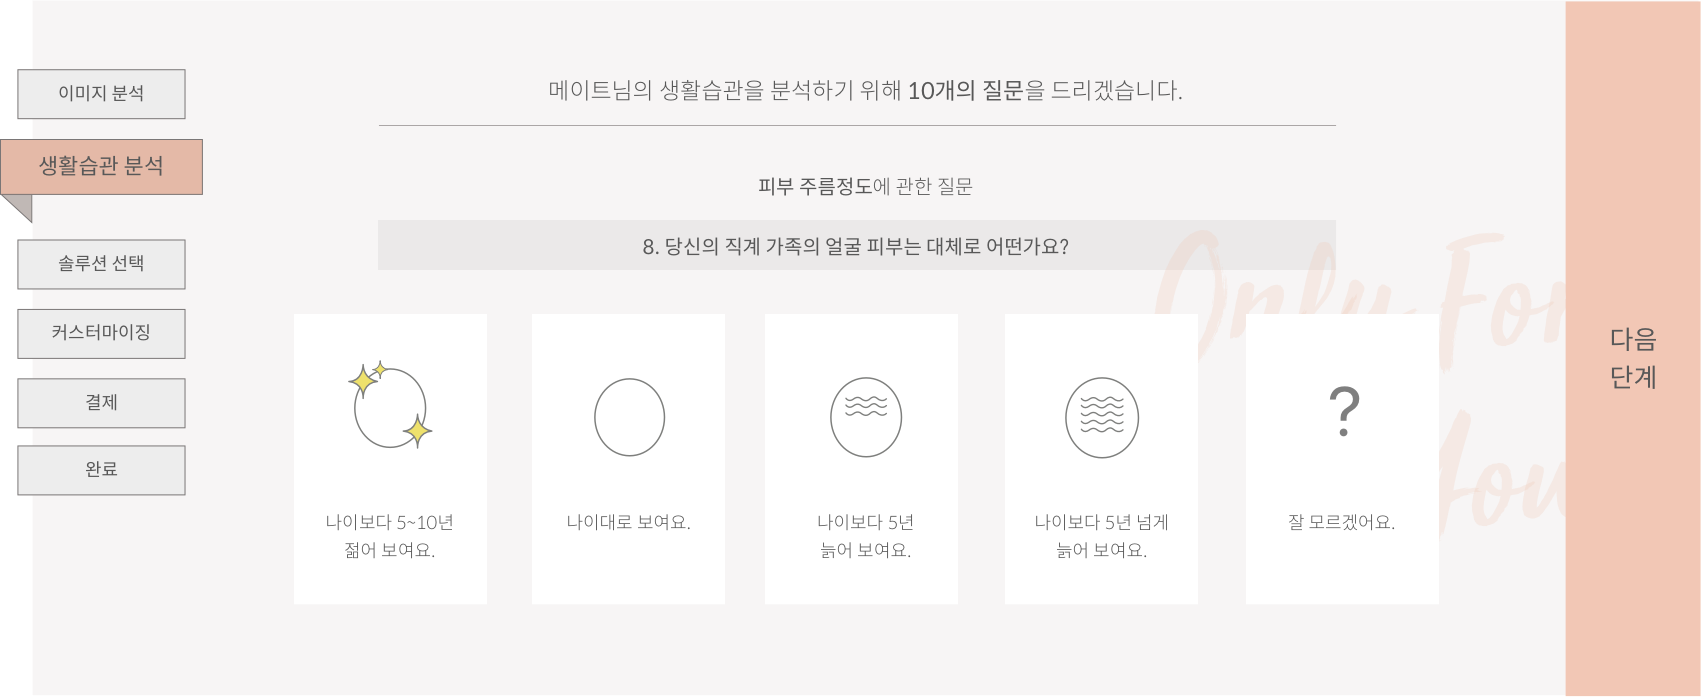 이미지 분석
생활습관 분석
솔루션 선택
커스터마이징
결제
완료
메이트님의 생활습관을 분석하기 위해 10개의 질문을 드리겠습니다.
피부 주름정도에 관한 질문
8. 당신의 직계 가족의 얼굴 피부는 대체로 어떤가요?
Only For
You
나이보다 5~10년
젊어 보여요.
나이대로 보여요.
나이보다 5년
늙어 보여요.
나이보다 5년 넘게
늙어 보여요.
?
잘 모르겠어요.
다음
단계